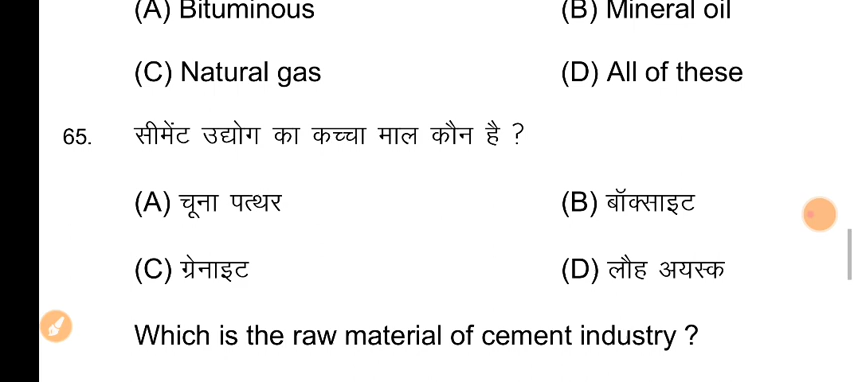 (A) Bituminous (B) Mineral oil
(C) Natural gas (D) All of these
65. सीमेंट उद्योग का कच्चा माल कौन है ?
(A) चूना पत्थर (B) बॉक्साइट
(C) ग्रेनाइट (D) लौह अयस्क
Which is the raw material of cement industry ?